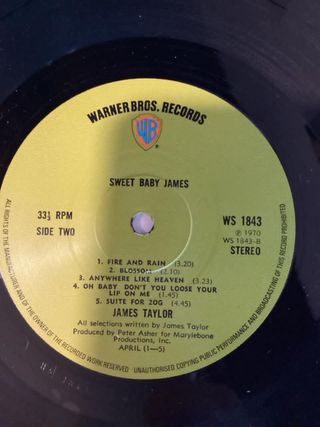 WARNER BROS. RECORDS
WB
®
SWEET BABY JAMES
33⅓ RPM
SIDE TWO
WS 1843
℗ 1970
WS 1843-B
STEREO
1. FIRE AND RAIN (3.20)
2. BLOSSOM (2.10)
3. ANYWHERE LIKE HEAVEN (3.23)
4. OH BABY DON'T YOU LOOSE YOUR
LIP ON ME (1.45)
5. SUITE FOR 20G (4.45)
JAMES TAYLOR
All selections written by James Taylor
Produced by Peter Asher for Marylebone
Productions, Inc.
APRIL (1—5)
ALL RIGHTS OF THE MANUFACTURER AND OF THE OWNER OF THE RECORDED WORK RESERVED
UNAUTHORISED COPYING PUBLIC PERFORMANCE AND BROADCASTING OF THIS RECORD PROHIBITED